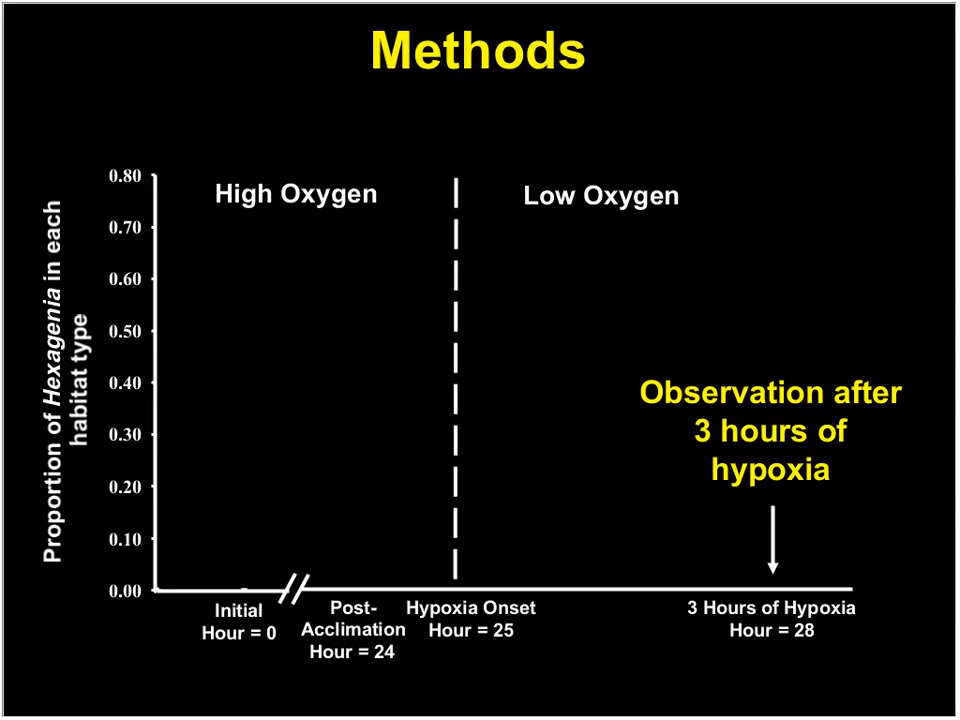 Methods
Proportion of Hexagenia in each
habitat type
0.80
0.70
0.60
0.50
0.40
0.30
0.20
0.10
0.00
High Oxygen
Low Oxygen
Observation after
3 hours of
hypoxia
Initial
Hour = 0
Post-
Acclimation
Hour = 24
Hypoxia Onset
Hour = 25
3 Hours of Hypoxia
Hour = 28